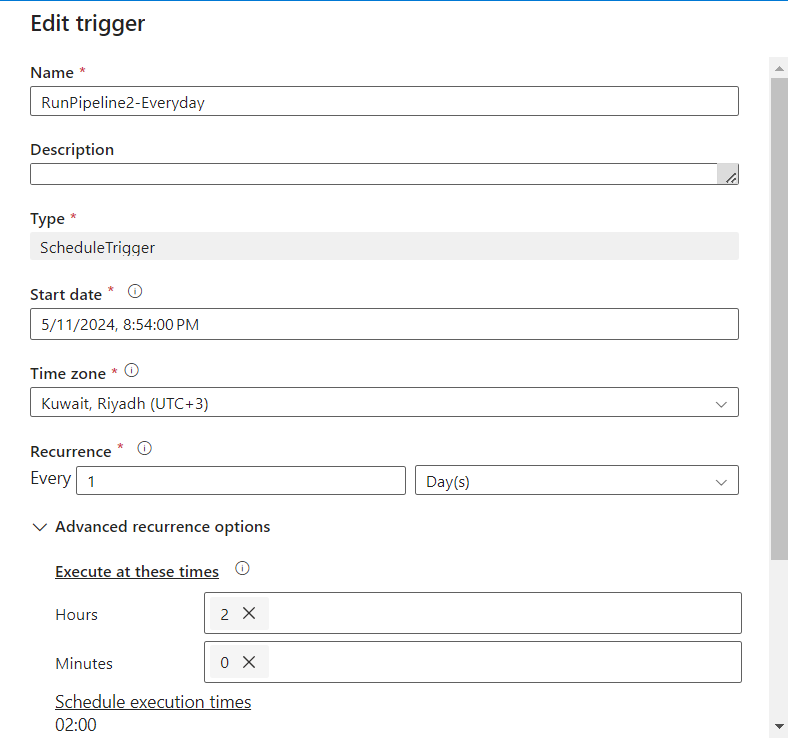 Edit trigger
Name *
RunPipeline2-Everyday
Description
Type *
ScheduleTrigger
Start date *
5/11/2024, 8:54:00 PM
Time zone *
Kuwait, Riyadh (UTC+3)
Recurrence *
Every 1 Day(s)
Advanced recurrence options
Execute at these times
Hours 2
Minutes 0
Schedule execution times
02:00